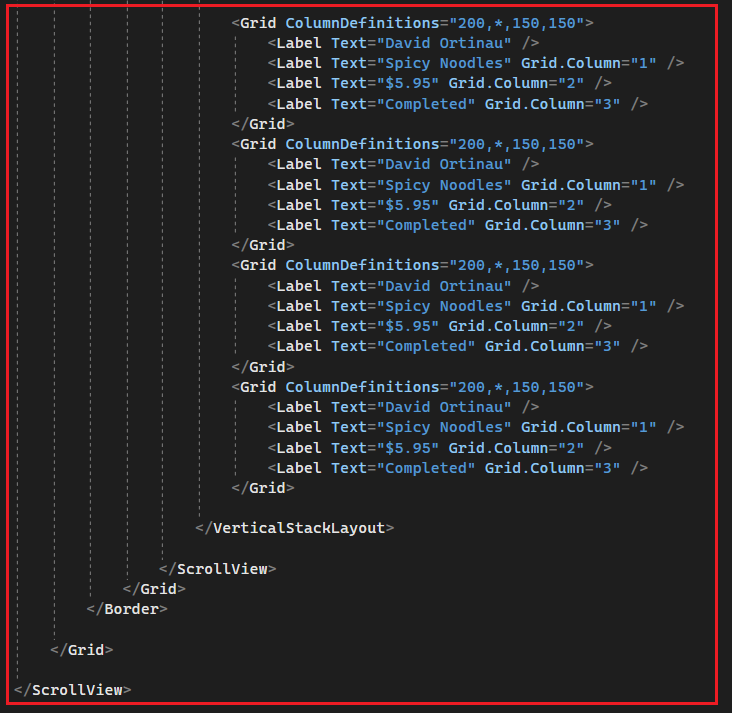 <Grid ColumnDefinitions="200,*,150,150">
<Label Text="David Ortinau" />
<Label Text="Spicy Noodles" Grid.Column="1" />
<Label Text="$5.95" Grid.Column="2" />
<Label Text="Completed" Grid.Column="3" />
</Grid>
<Grid ColumnDefinitions="200,*,150,150">
<Label Text="David Ortinau" />
<Label Text="Spicy Noodles" Grid.Column="1" />
<Label Text="$5.95" Grid.Column="2" />
<Label Text="Completed" Grid.Column="3" />
</Grid>
<Grid ColumnDefinitions="200,*,150,150">
<Label Text="David Ortinau" />
<Label Text="Spicy Noodles" Grid.Column="1" />
<Label Text="$5.95" Grid.Column="2" />
<Label Text="Completed" Grid.Column="3" />
</Grid>
<Grid ColumnDefinitions="200,*,150,150">
<Label Text="David Ortinau" />
<Label Text="Spicy Noodles" Grid.Column="1" />
<Label Text="$5.95" Grid.Column="2" />
<Label Text="Completed" Grid.Column="3" />
</Grid>
</VerticalStackLayout>
</ScrollView>
</Grid>
</Border>
</Grid>
</ScrollView>